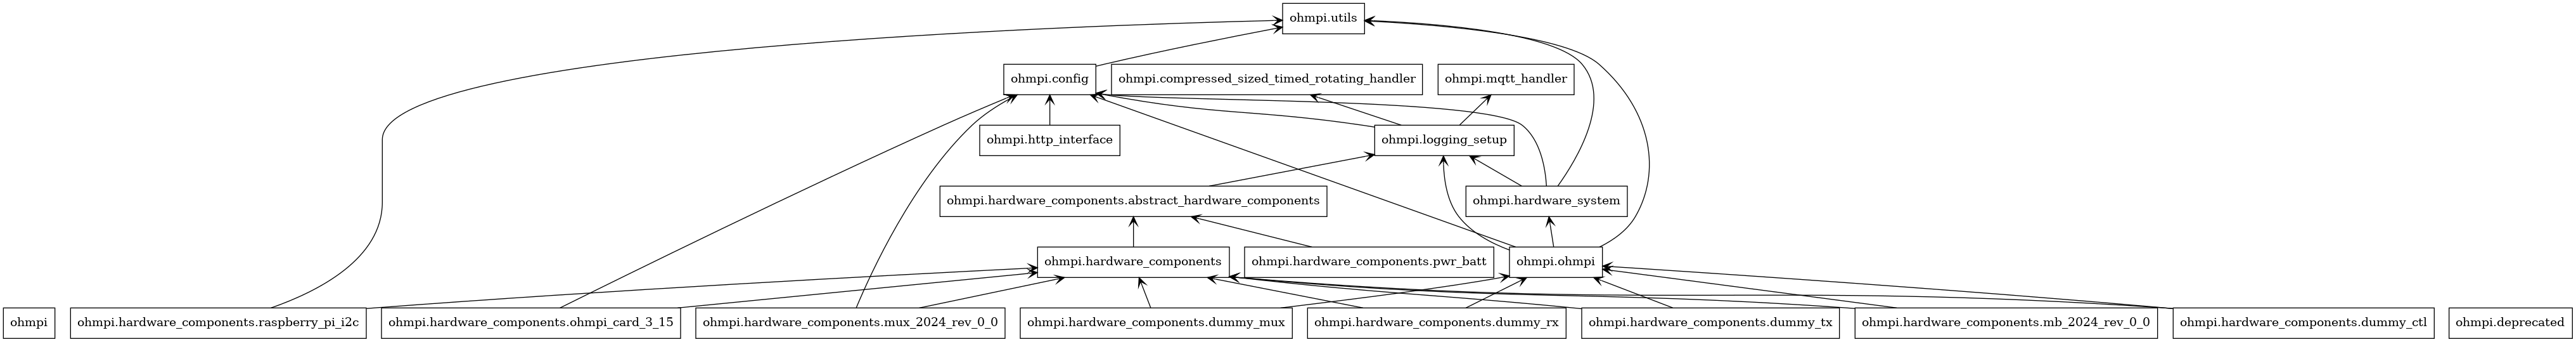 ohmpi.utils
ohmpi.config
ohmpi.compressed_sized_timed_rotating_handler
ohmpi.mqtt_handler
ohmpi.http_interface
ohmpi.logging_setup
ohmpi.hardware_components.abstract_hardware_components
ohmpi.hardware_system
ohmpi.hardware_components
ohmpi.hardware_components.pwr_batt
ohmpi.ohmpi
ohmpi
ohmpi.hardware_components.raspberry_pi_i2c
ohmpi.hardware_components.ohmpi_card_3_15
ohmpi.hardware_components.mux_2024_rev_0_0
ohmpi.hardware_components.dummy_mux
ohmpi.hardware_components.dummy_rx
ohmpi.hardware_components.dummy_tx
ohmpi.hardware_components.mb_2024_rev_0_0
ohmpi.hardware_components.dummy_ctl
ohmpi.deprecated